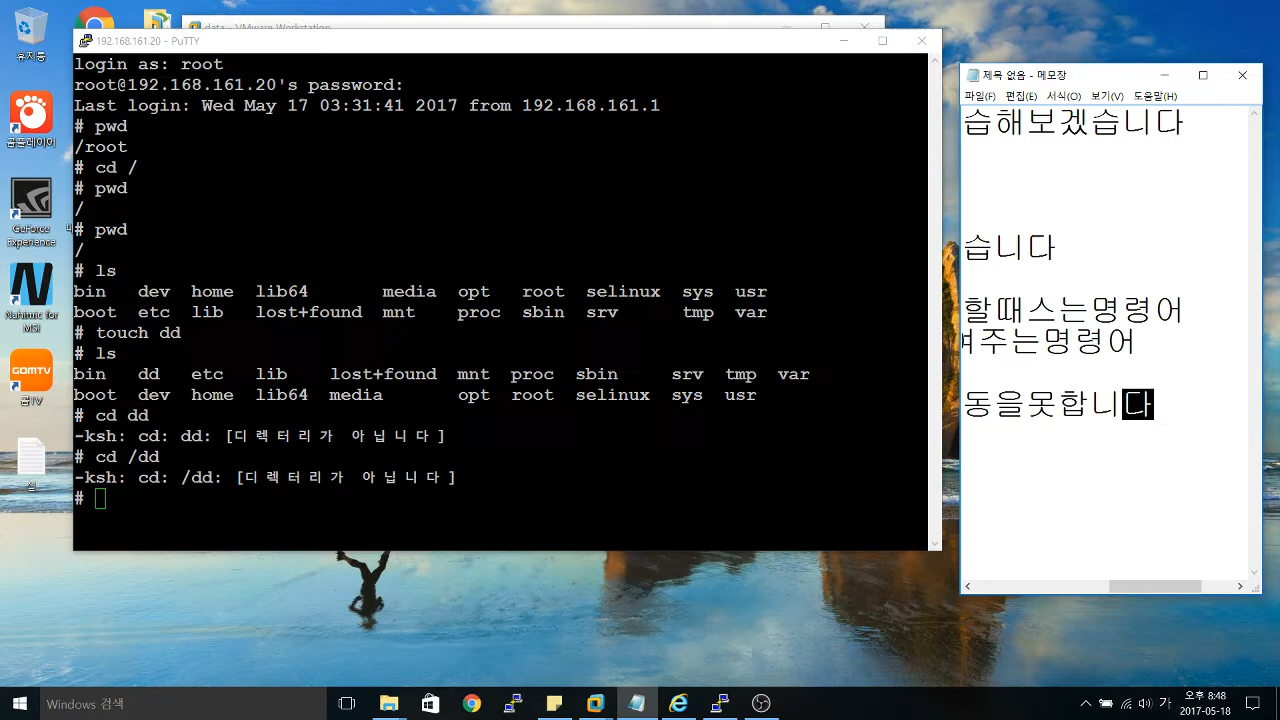 휴지통
곰플레이어
GeForce
Experience
Nahimic for
MSI
GOMTV
곰TV
data - VMware Workstation
192.168.161.20 - PuTTY
login as: root
root@192.168.161.20's password:
Last login: Wed May 17 03:31:41 2017 from 192.168.161.1
# pwd
/root
# cd /
# pwd
/
# pwd
/
# ls
bin dev home lib64 media opt root selinux sys usr
boot etc lib lost+found mnt proc sbin srv tmp var
# touch dd
# ls
bin dd etc lib lost+found mnt proc sbin srv tmp var
boot dev home lib64 media opt root selinux sys usr
# cd dd
-ksh: cd: dd: [디렉터리가 아닙니다]
# cd /dd
-ksh: cd: /dd: [디렉터리가 아닙니다]
#
제목 없음 - 메모장
파일(F) 편집(E) 서식(O) 보기(V) 도움말(H)
습해보겠습니다
습니다
할때스는명령어
여주는명령어
동을못합니다
Windows 검색
가
오후 8:48
2017-05-18